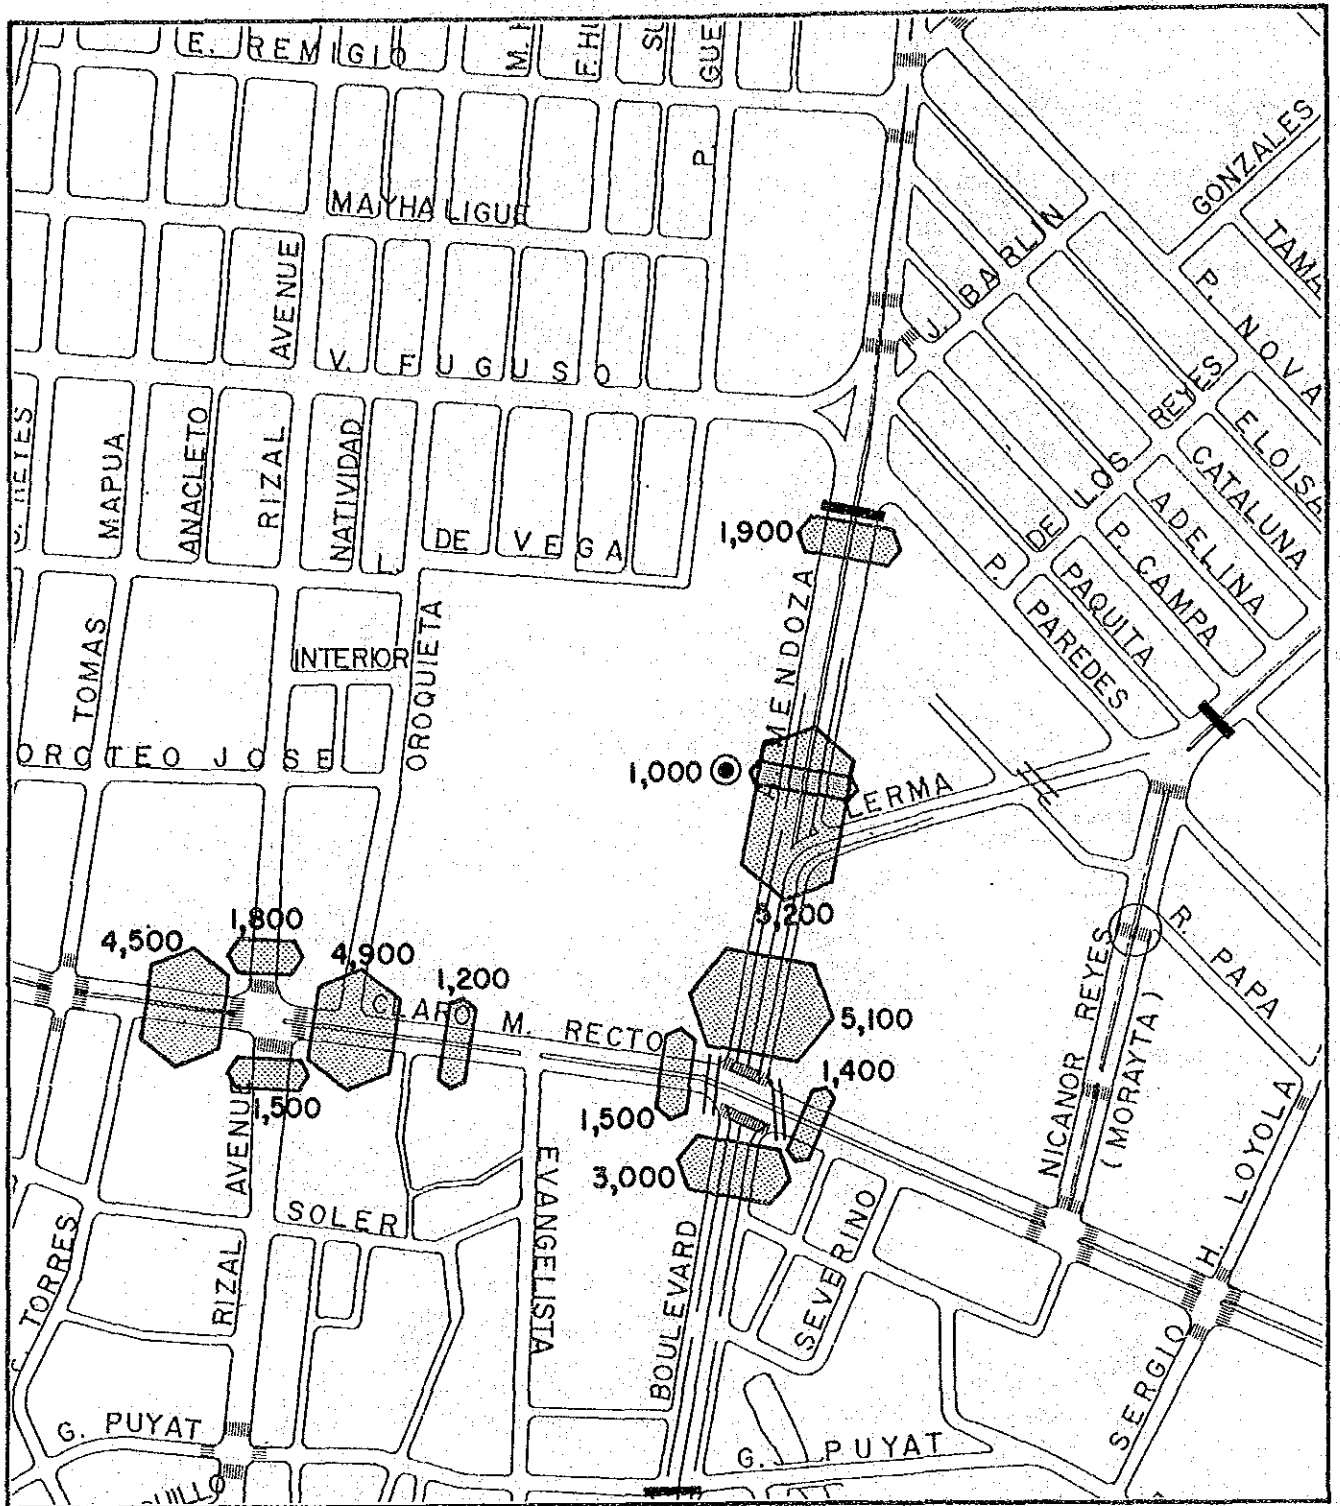 E. REMIGIO
MAYHALIGUE
AVENUE
V. FUGUSO
MAPUA
ANACLETO
RIZAL
NATIVIDAD
L. DE VEGA
P.
GONZALES
TAMA
J. BARLIN
P. NOVA
DE LOS REYES
ELOISA
CATALUNA
ADELINA
P. CAMPA
P.
PAQUITA
PAREDES
1,900
MENDOZA
TOMAS
INTERIOR
OROQUIETA
OROTEO JOSE
1,000
LERMA
5,200
4,500
1,800
4,900
1,200
CLARO M. RECTO
5,100
1,500
1,400
1,500
3,000
NICANOR REYES
(MORAYTA)
R. PAPA
AVENUE
RIZAL
SOLER
TORRES
EVANGELISTA
BOULEVARD
SEVERINO
SERGIO H. LOYOLA
G. PUYAT
G. PUYAT